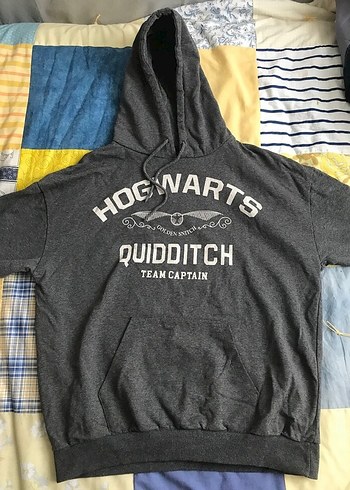 HOGWARTS
GOLDEN SNITCH
QUIDDITCH
TEAM CAPTAIN